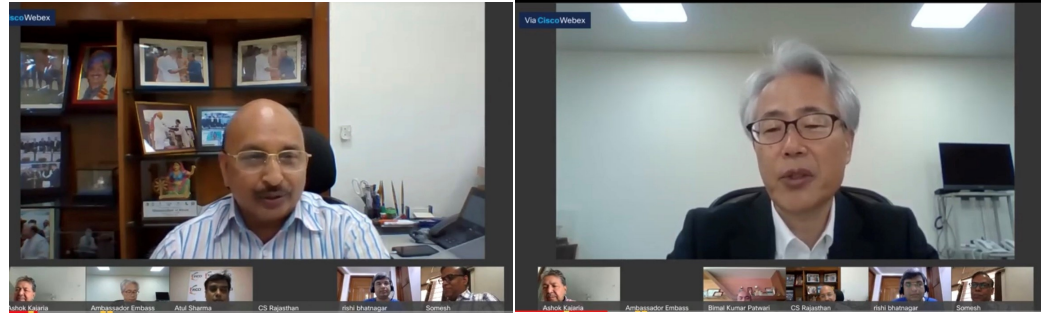 scoWebex
Ashok Kajaria
Ambassador Embass
Atul Sharma
CS Rajasthan
rishi bhatnagar
Somesh
Via CiscoWebex
Ashok Kajaria
Ambassador Embass
Bimal Kumar Patwari
CS Rajasthan
rishi bhatnagar
Somesh